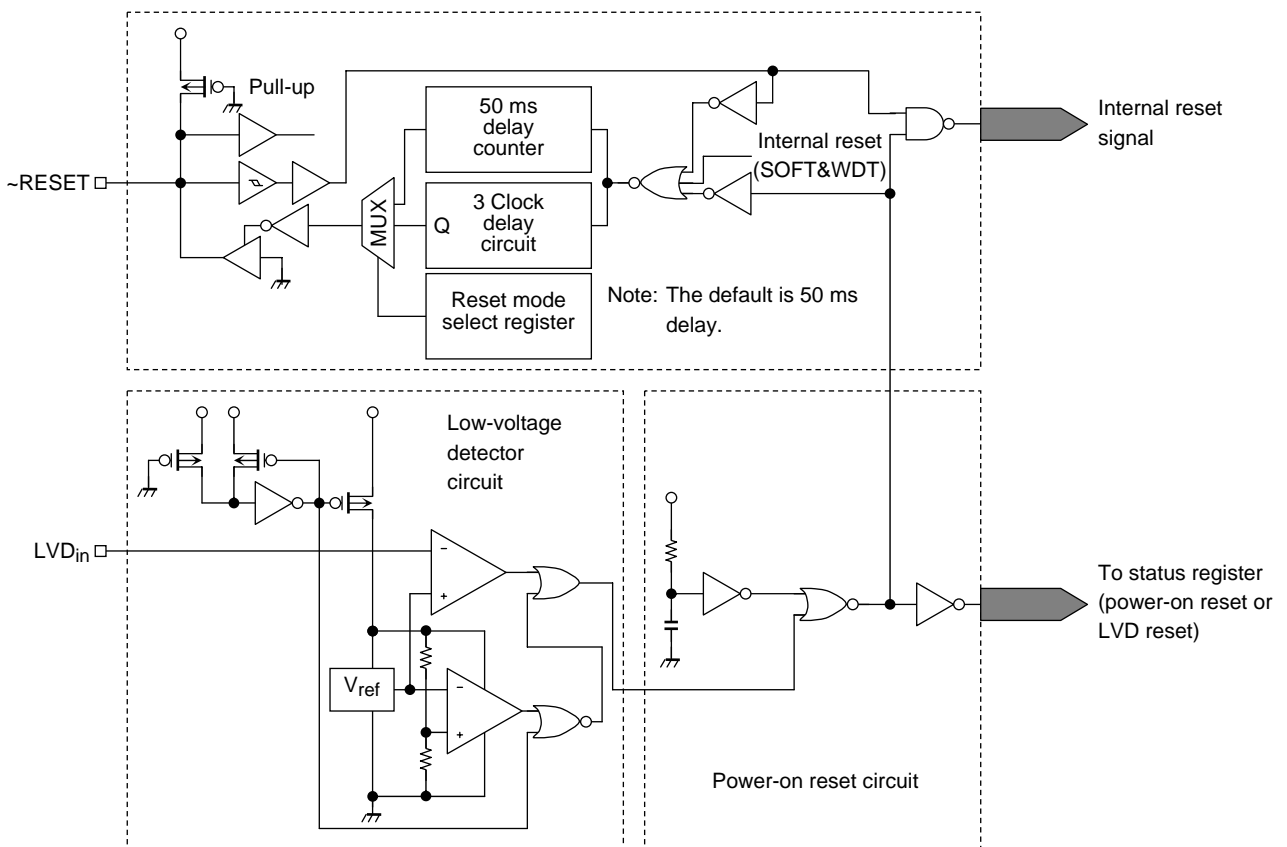 Pull-up
50 ms
delay
counter
Internal reset
(SOFT&WDT)
Internal reset
signal
~RESET
MUX
Q
3 Clock
delay
circuit
Reset mode
select register
Note: The default is 50 ms
delay.
Low-voltage
detector
circuit
LVDin
−
+
Vref
−
+
To status register
(power-on reset or
LVD reset)
Power-on reset circuit